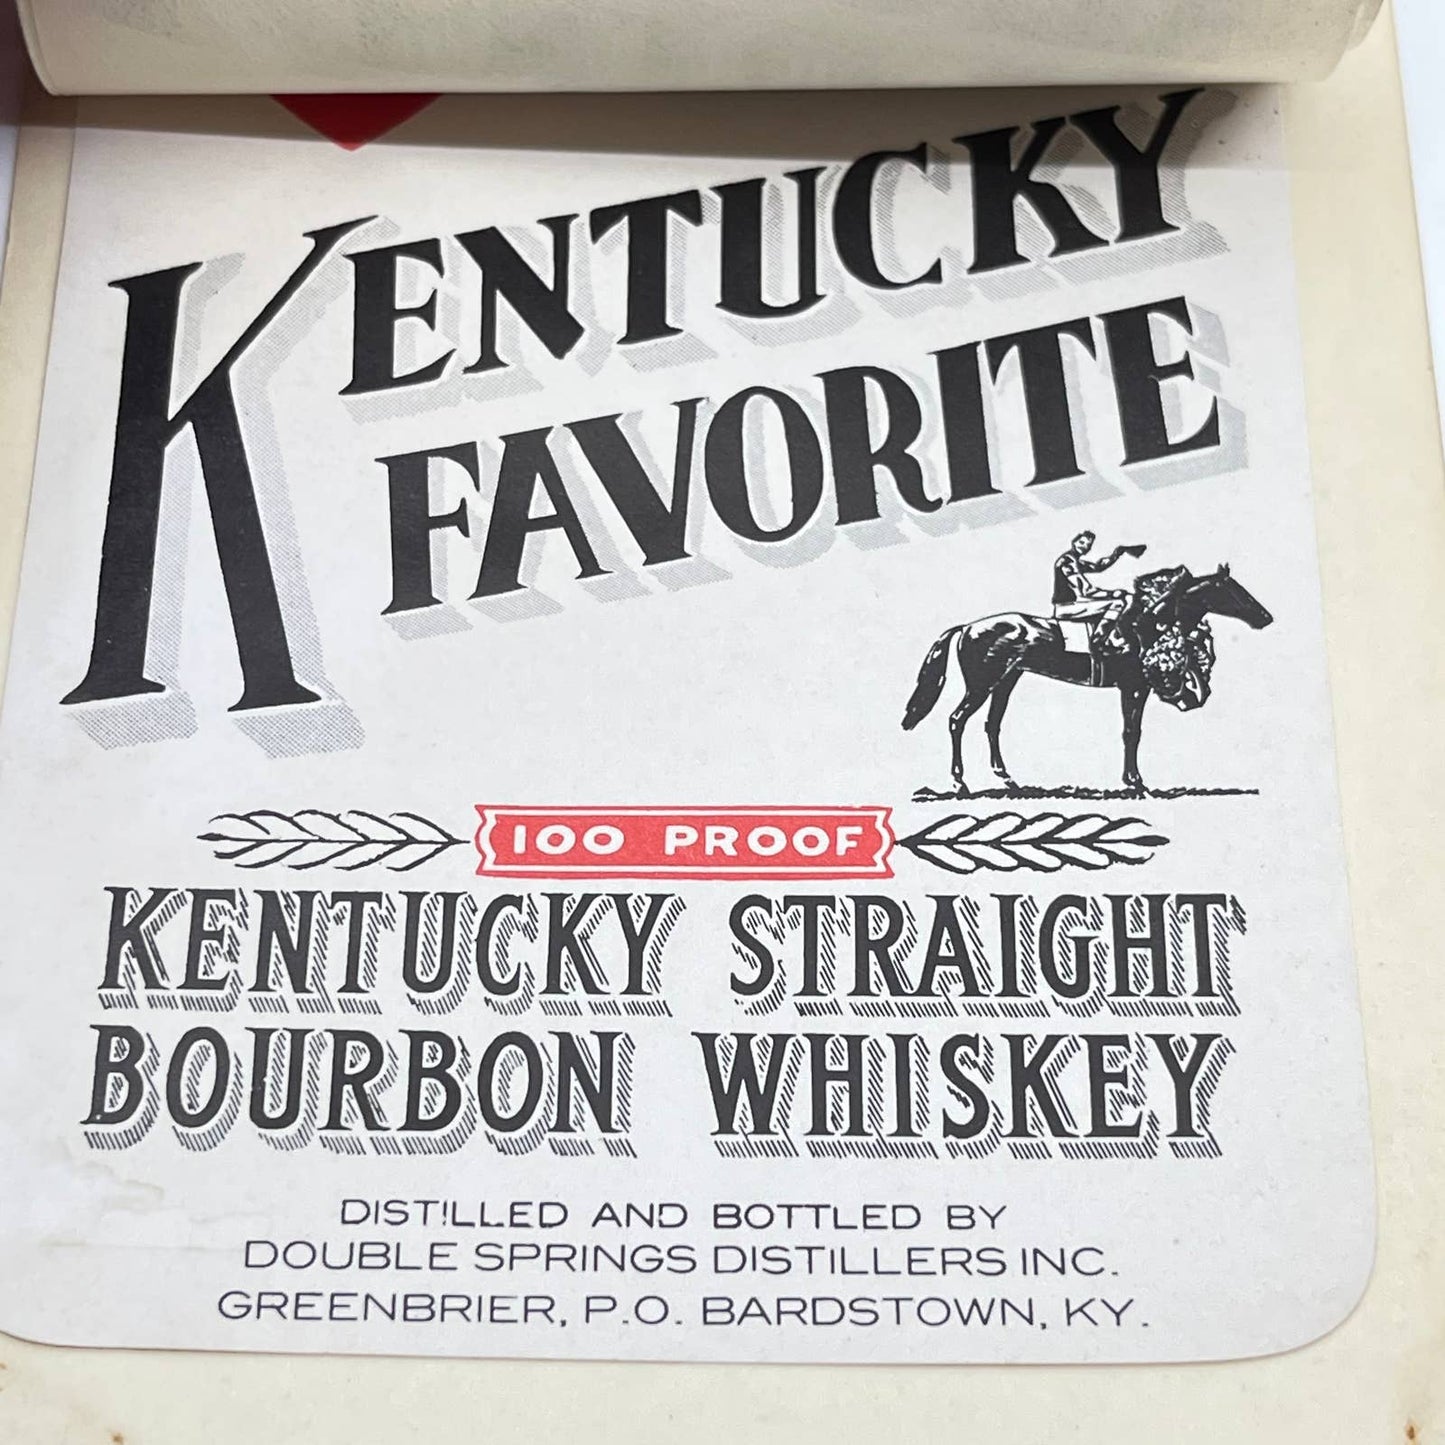 KENTUCKY
FAVORITE
100 PROOF
KENTUCKY STRAIGHT
BOURBON WHISKEY
DISTILLED AND BOTTLED BY
DOUBLE SPRINGS DISTILLERS INC.
GREENBRIER, P.O. BARDSTOWN, KY.